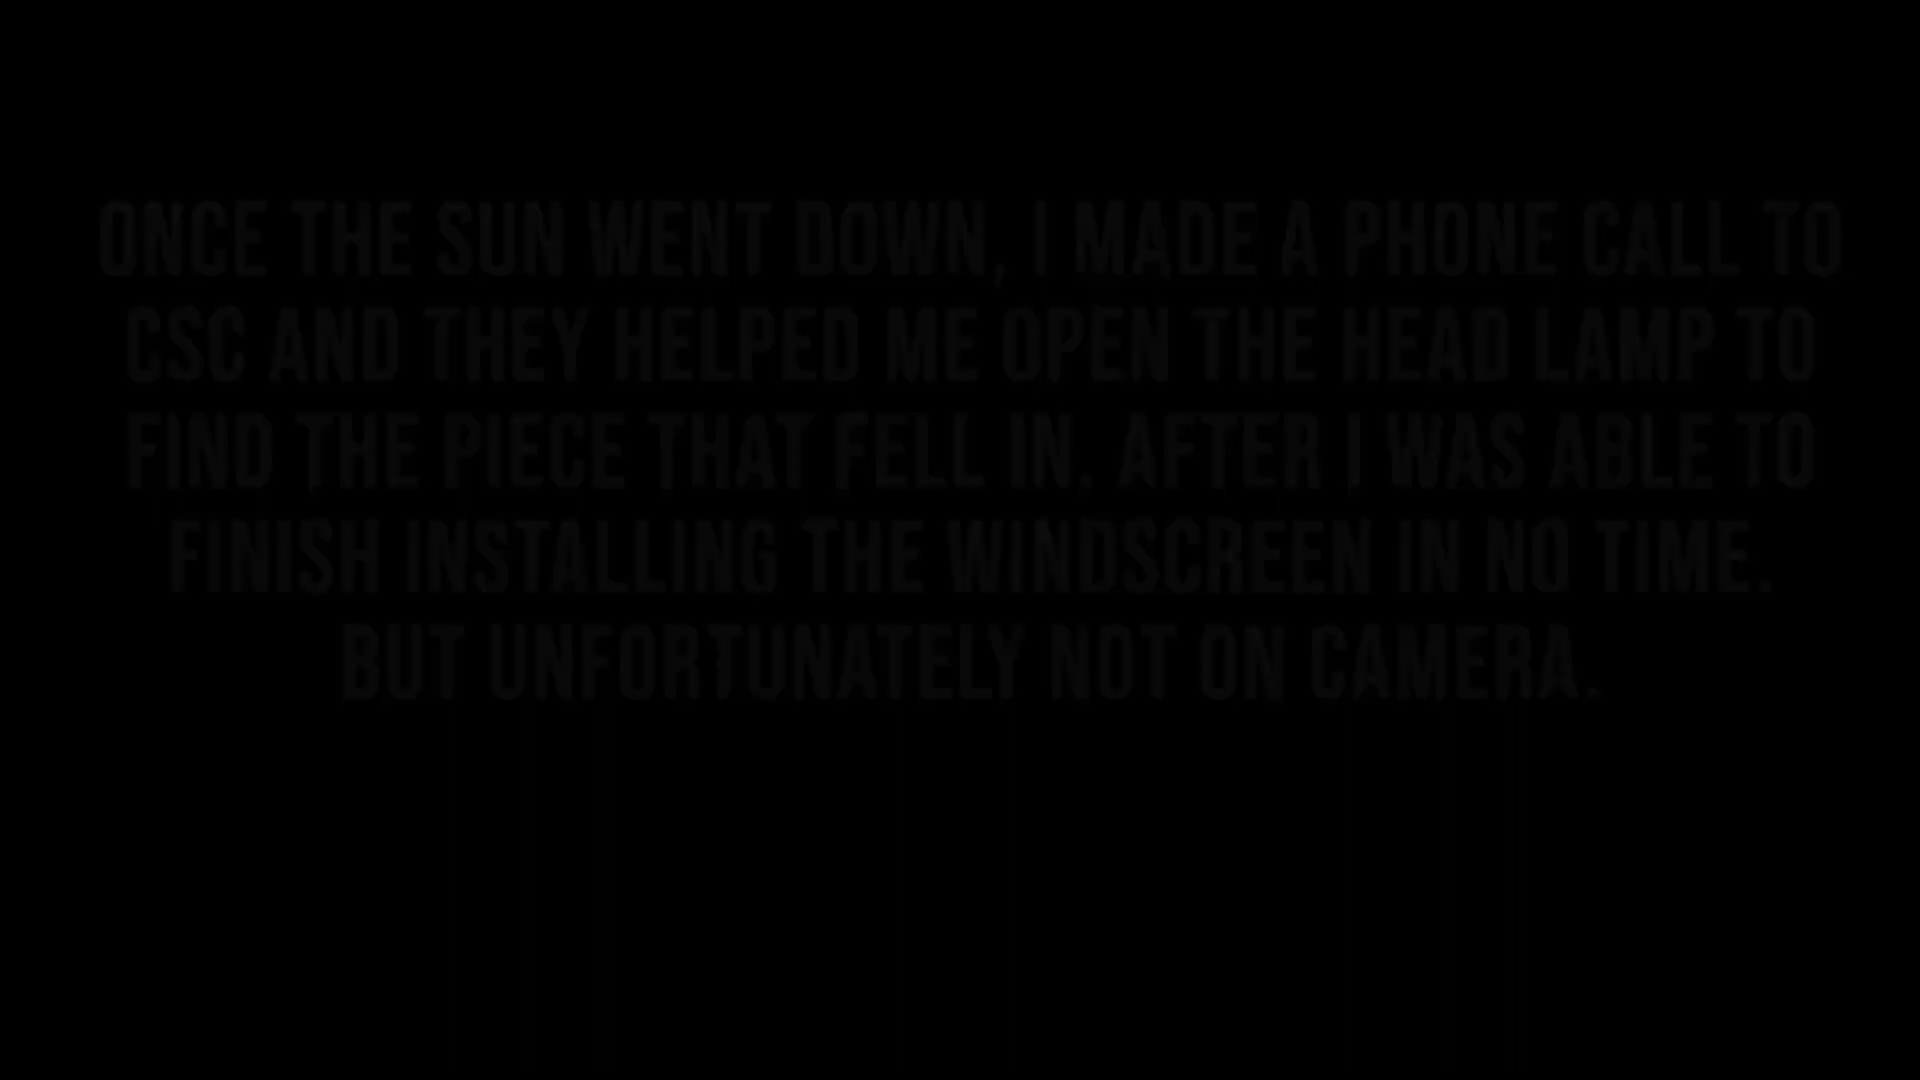 ONCE THE SUN WENT DOWN, I MADE A PHONE CALL TO
CSC AND THEY HELPED ME OPEN THE HEAD LAMP TO
FIND THE PIECE THAT FELL IN. AFTER I WAS ABLE TO
FINISH INSTALLING THE WINDSCREEN IN NO TIME.
BUT UNFORTUNATELY NOT ON CAMERA.